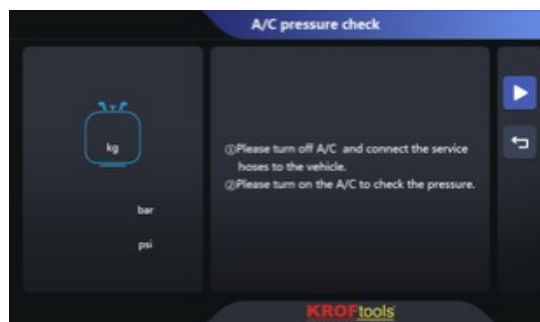 A/C pressure check
kg
bar
psi
①Please turn off A/C and connect the service
hoses to the vehicle.
②Please turn on the A/C to check the pressure.
KROFtools